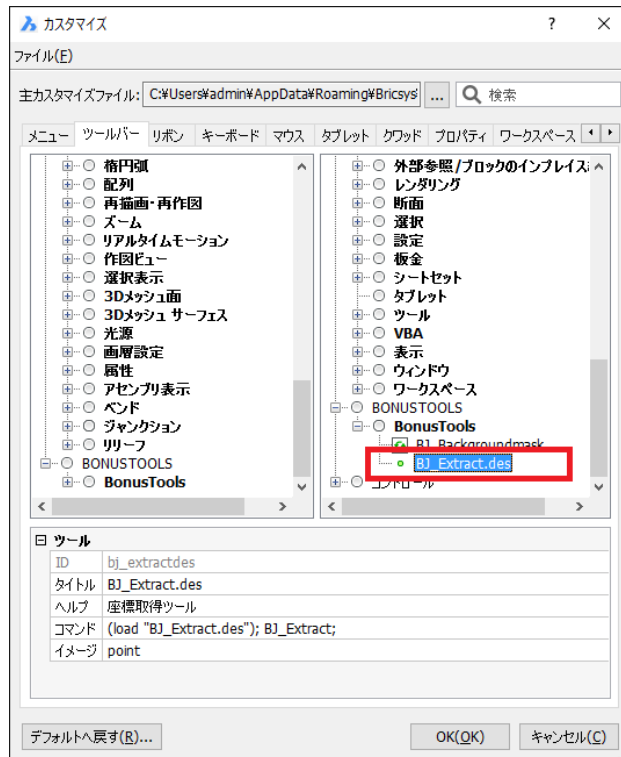 カスタマイズ
ファイル(F)
主カスタマイズファイル: C:¥Users¥admin¥AppData¥Roaming¥Bricsys¥ ... 検索
メニュー ツールバー リボン キーボード マウス タブレット クワッド プロパティ ワークスペース
楕円弧
配列
再描画・再作図
ズーム
リアルタイムモーション
作図ビュー
選択表示
3Dメッシュ面
3Dメッシュ サーフェス
光源
画層設定
属性
アセンブリ表示
ベンド
ジャンクション
リリーフ
BONUSTOOLS
BonusTools
外部参照/ブロックのインプレイス
レンダリング
断面
選択
設定
板金
シートセット
タブレット
ツール
VBA
表示
ウィンドウ
ワークスペース
BONUSTOOLS
BonusTools
BJ_Backgroundmask
BJ_Extract.des
コントロール
ツール
ID bj_extractdes
タイトル BJ_Extract.des
ヘルプ 座標取得ツール
コマンド (load "BJ_Extract.des"); BJ_Extract;
イメージ point
デフォルトへ戻す(R)... OK(OK) キャンセル(C)